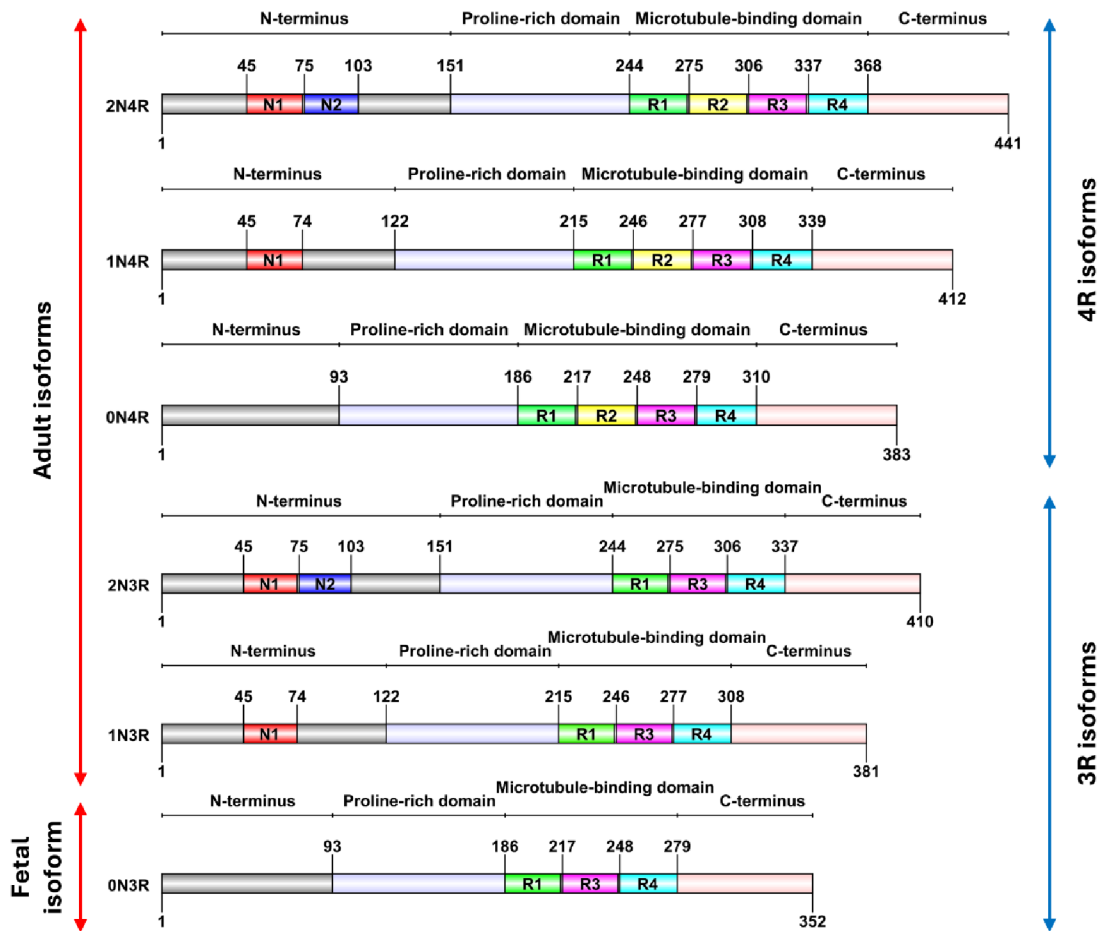 N-terminus Proline-rich domain Microtubule-binding domain C-terminus
45 75 103 151 244 275 306 337 368
2N4R N1 N2 R1 R2 R3 R4
1 441
N-terminus Proline-rich domain Microtubule-binding domain C-terminus
45 74 122 215 246 277 308 339
1N4R N1 R1 R2 R3 R4
1 412
N-terminus Proline-rich domain Microtubule-binding domain C-terminus
93 186 217 248 279 310
0N4R R1 R2 R3 R4
1 383
Microtubule-binding domain
N-terminus Proline-rich domain C-terminus
45 75 103 151 244 275 306 337
2N3R N1 N2 R1 R3 R4
1 410
Microtubule-binding domain
N-terminus Proline-rich domain C-terminus
45 74 122 215 246 277 308
1N3R N1 R1 R3 R4
1 381
Microtubule-binding domain
N-terminus Proline-rich domain C-terminus
93 186 217 248 279
0N3R R1 R3 R4
1 352
Adult isoforms
Fetal
isoform
4R isoforms
3R isoforms